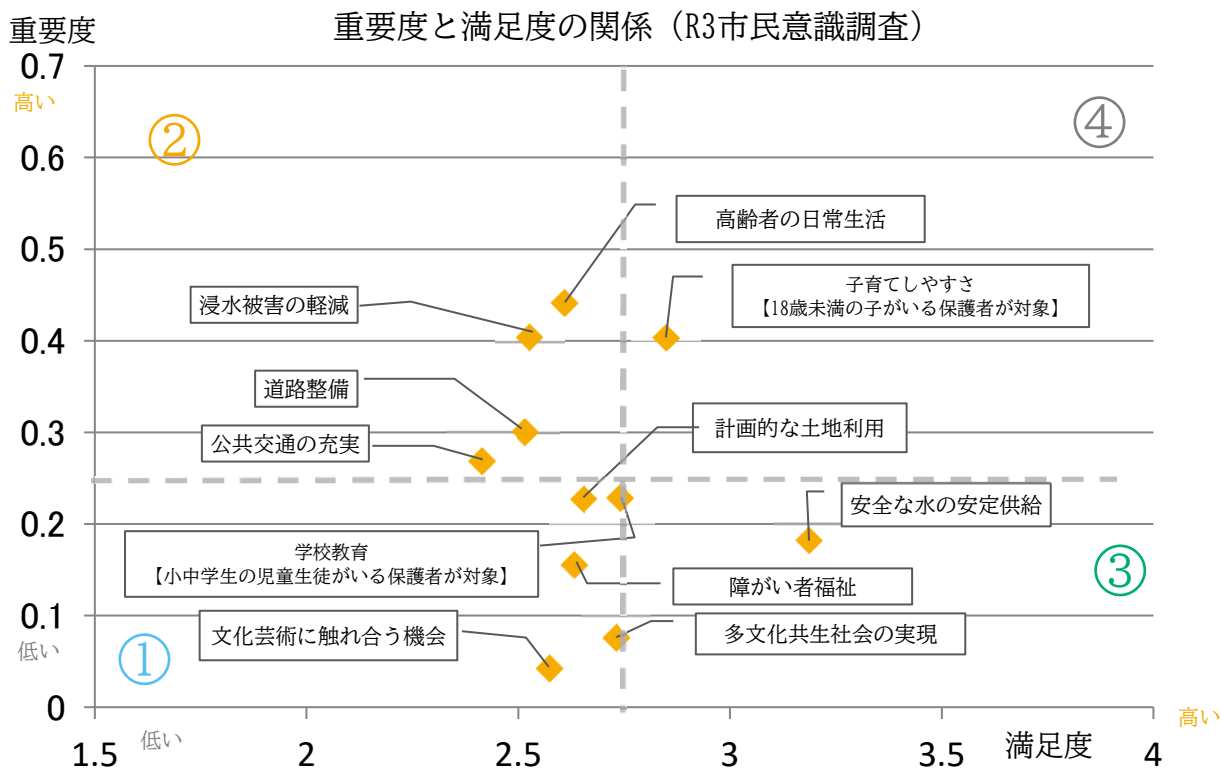 重要度と満足度の関係（R3市民意識調査）
重要度
0.7
高い
②
④
0.6
0.5
高齢者の日常生活
子育てしやすさ
【18歳未満の子がいる保護者が対象】
浸水被害の軽減
0.4
道路整備
0.3
計画的な土地利用
公共交通の充実
安全な水の安定供給
0.2
学校教育
【小中学生の児童生徒がいる保護者が対象】
③
障がい者福祉
0.1
文化芸術に触れ合う機会
多文化共生社会の実現
低い
①
0
低い
高い
1.5
2
2.5
3
3.5
満足度
4